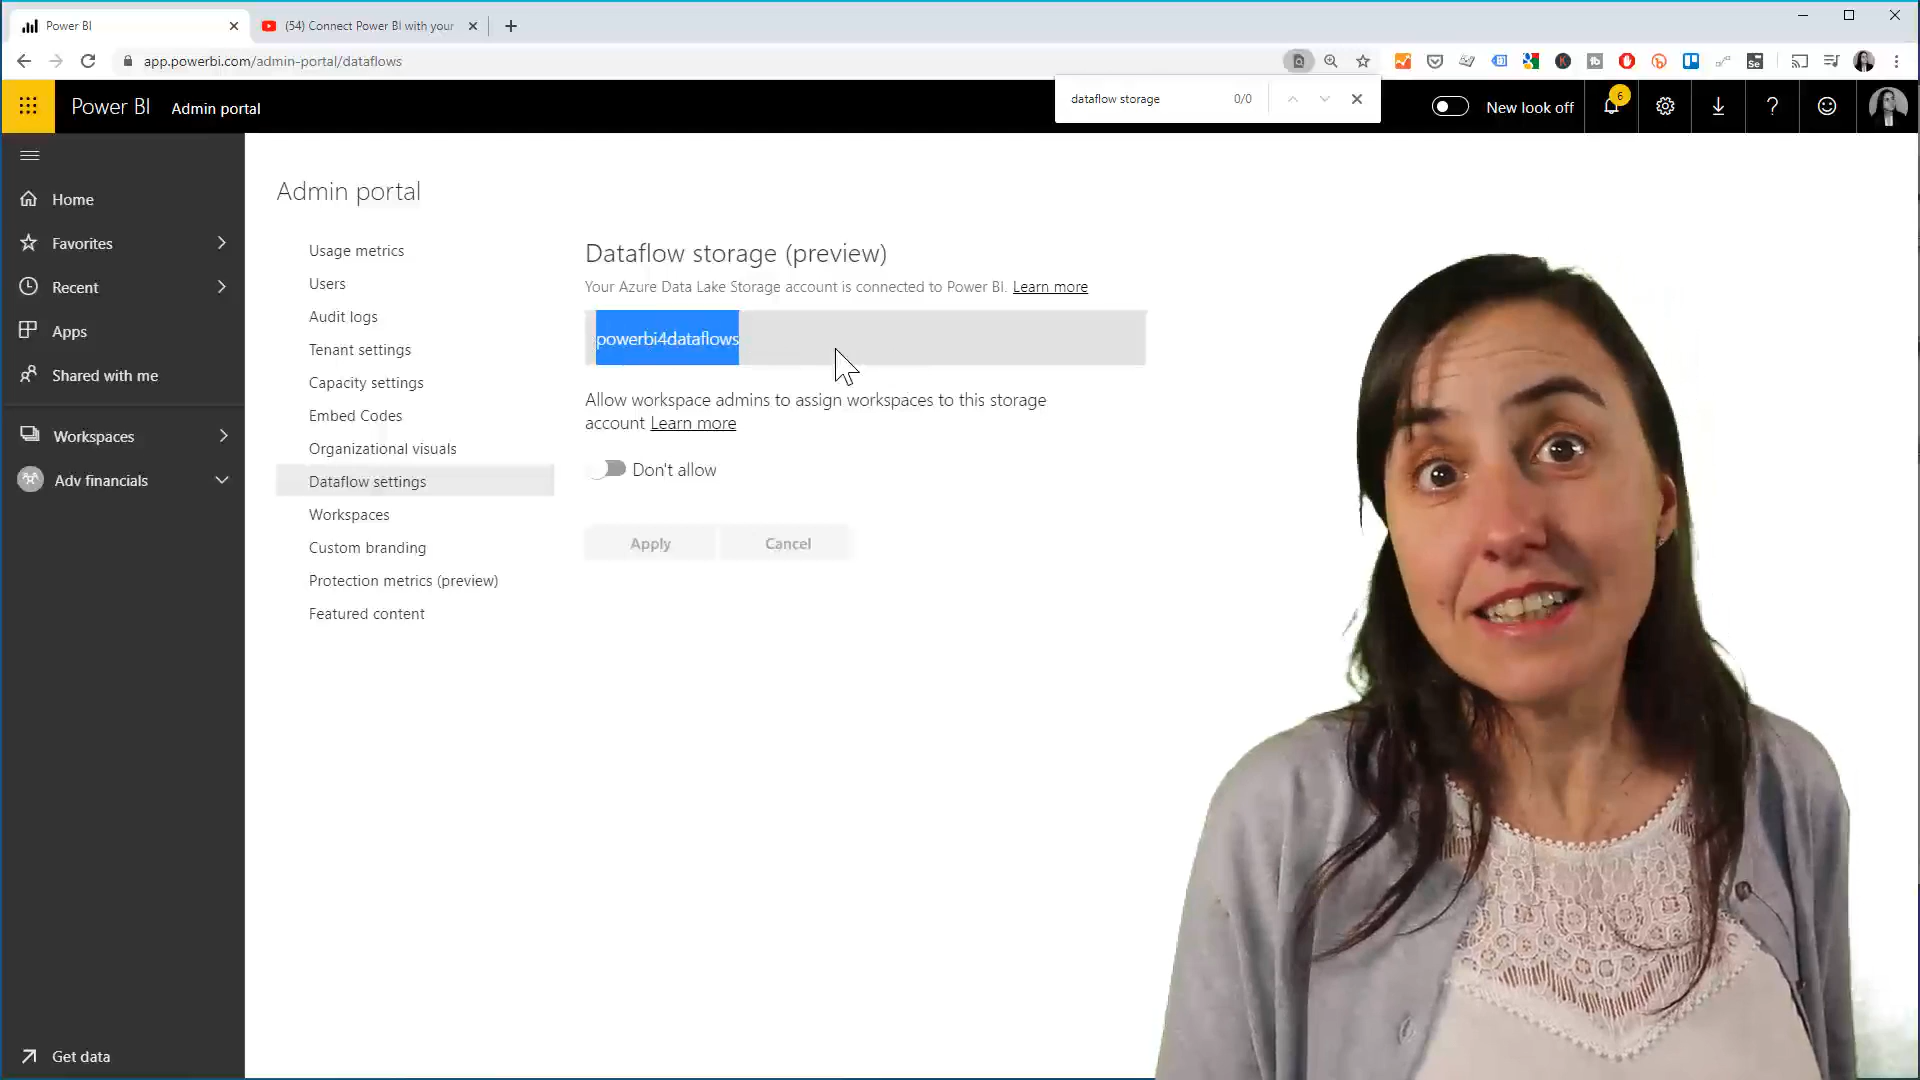 Power BI
(54) Connect Power BI with your
app.powerbi.com/admin-portal/dataflows
dataflow storage 0/0
Power BI Admin portal
New look off
6
Home
Favorites
Recent
Apps
Shared with me
Workspaces
Adv financials
Get data
Admin portal
Usage metrics
Users
Audit logs
Tenant settings
Capacity settings
Embed Codes
Organizational visuals
Dataflow settings
Workspaces
Custom branding
Protection metrics (preview)
Featured content
Dataflow storage (preview)
Your Azure Data Lake Storage account is connected to Power BI. Learn more
powerbi4dataflows
Allow workspace admins to assign workspaces to this storage
account Learn more
Don't allow
Apply Cancel